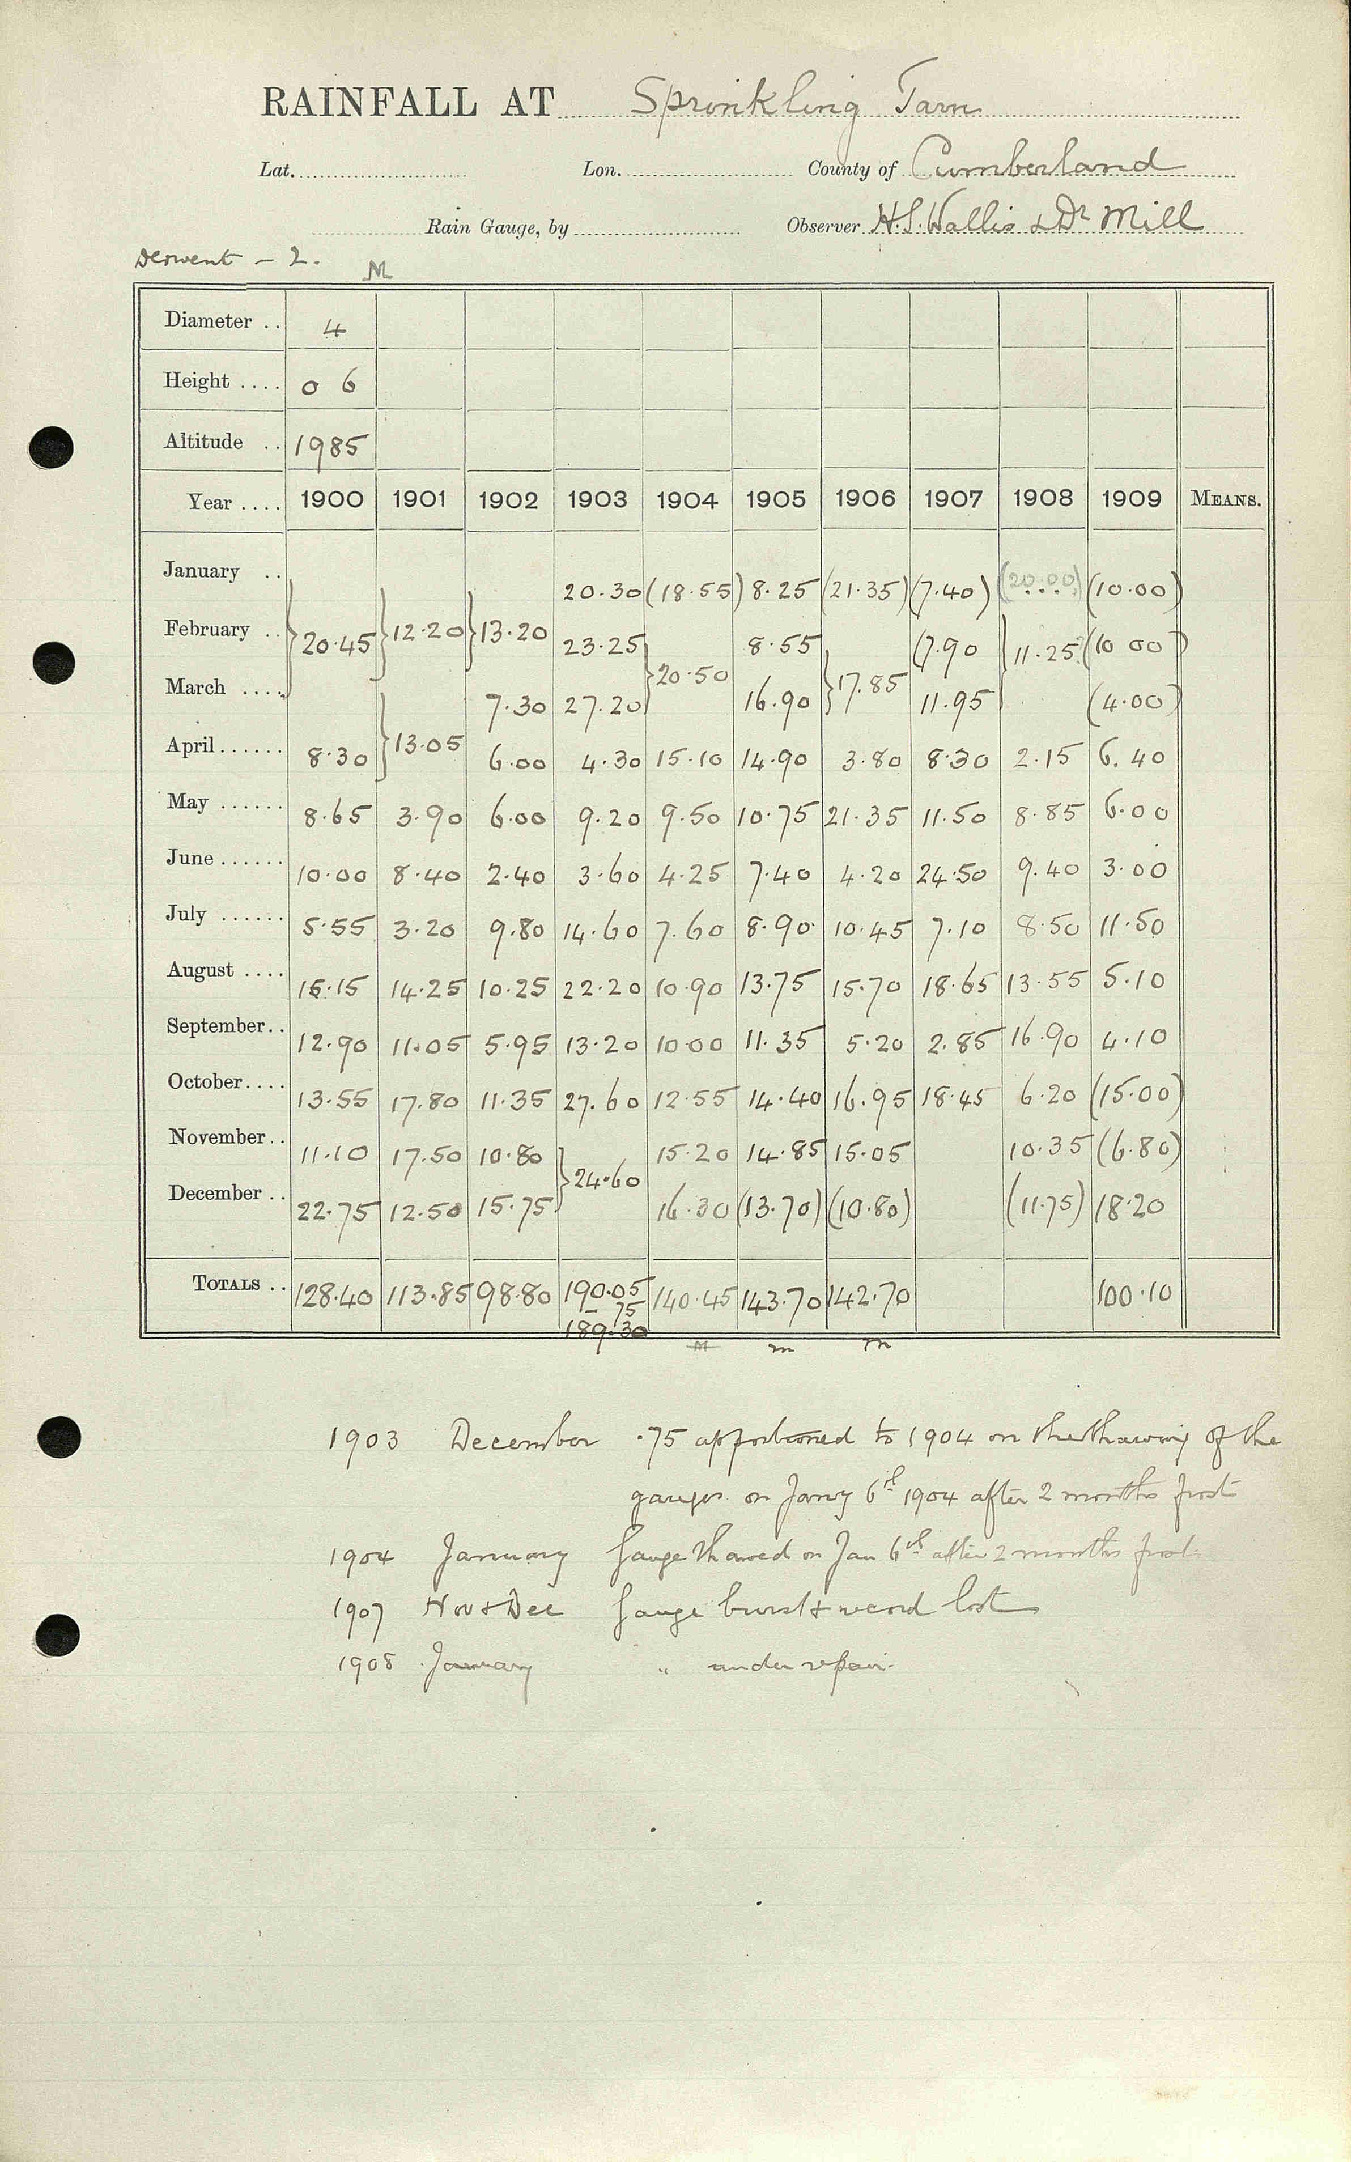 RAINFALL AT Sprinkling Tarn
Lat. Lon. County of Cumberland
Rain Gauge, by Observer H.S. Wallis & Dr Mill
Derwent - 2. M
Diameter .. 4
Height .... 0 6
Altitude .. 1985
Year .... 1900 1901 1902 1903 1904 1905 1906 1907 1908 1909 MEANS.
January .. 20.30 (18.55) 8.25 (21.35) (7.40) (20.00) (10.00)
February .. } 20.45 } 12.20 } 13.20 23.25 } 20.50 8.55 } 17.85 (7.90 } 11.25 (10 00)
March .... 7.30 27.20 16.90 11.95 (4.00)
April ...... 8.30 } 13.05 6.00 4.30 15.10 14.90 3.80 8.30 2.15 6.40
May ...... 8.65 3.90 6.00 9.20 9.50 10.75 21.35 11.50 8.85 6.00
June ...... 10.00 8.40 2.40 3.60 4.25 7.40 4.20 24.50 9.40 3.00
July ...... 5.55 3.20 9.80 14.60 7.60 8.90 10.45 7.10 8.50 11.50
August .... 15.15 14.25 10.25 22.20 10.90 13.75 15.70 18.65 13.55 5.10
September.. 12.90 11.05 5.95 13.20 10.00 11.35 5.20 2.85 16.90 4.10
October.... 13.55 17.80 11.35 27.60 12.55 14.40 16.95 18.45 6.20 (15.00)
November.. 11.10 17.50 10.80 } 24.60 15.20 14.85 15.05 10.35 (6.80)
December .. 22.75 12.50 15.75 16.30 (13.70) (10.80) (11.75) 18.20
TOTALS .. 128.40 113.85 98.80 190.05 140.45 143.70 142.70 100.10
- 75
189.30
M m m
1903 December .75 apportioned to 1904 on the thawing of the
gauges on Jany 6th 1904 after 2 months frost
1904 January Gauge thawed on Jan 6th after 2 months frost
1907 Nov & Dec Gauge burst & record lost
1908 January " under repair